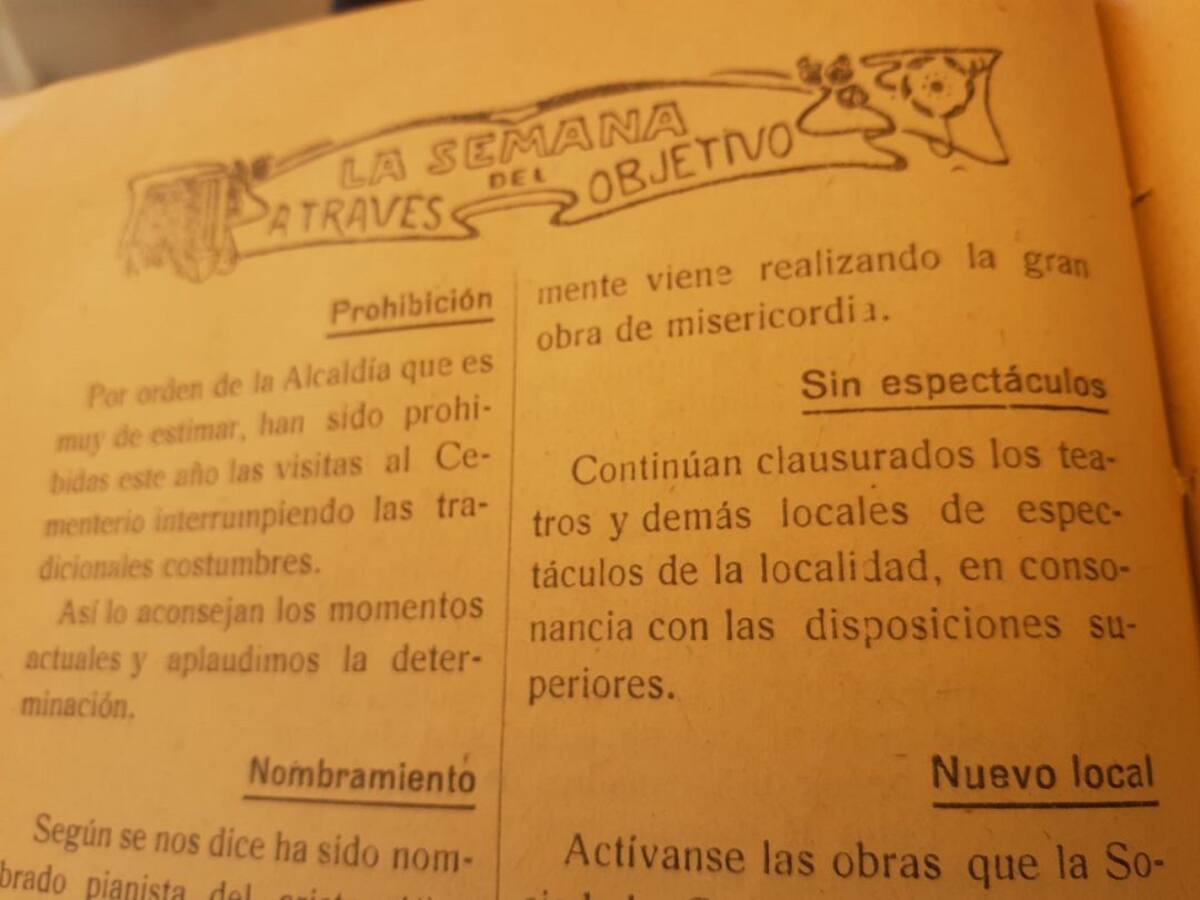 LA SEMANA
A TRAVES DEL OBJETIVO
Prohibición
Por orden de la Alcaldía que es
muy de estimar, han sido prohi-
bidas este año las visitas al Ce-
menterio interrumpiendo las tra-
dicionales costumbres.
Así lo aconsejan los momentos
actuales y aplaudimos la deter-
minación.
Nombramiento
Según se nos dice ha sido nom-
brado pianista del
mente viene realizando la gran
obra de misericordia.
Sin espectáculos
Continúan clausurados los tea-
tros y demás locales de espec-
táculos de la localidad, en conso-
nancia con las disposiciones su-
periores.
Nuevo local
Actívanse las obras que la So-